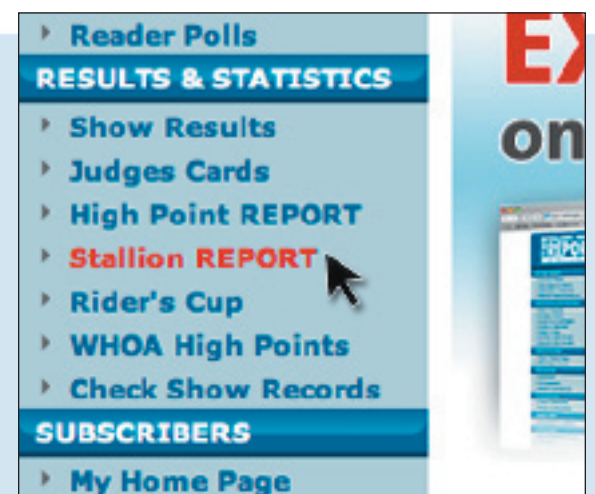 Reader Polls
RESULTS & STATISTICS
Show Results
Judges Cards
High Point REPORT
Stallion REPORT
Rider's Cup
WHOA High Points
Check Show Records
SUBSCRIBERS
My Home Page
EX
on